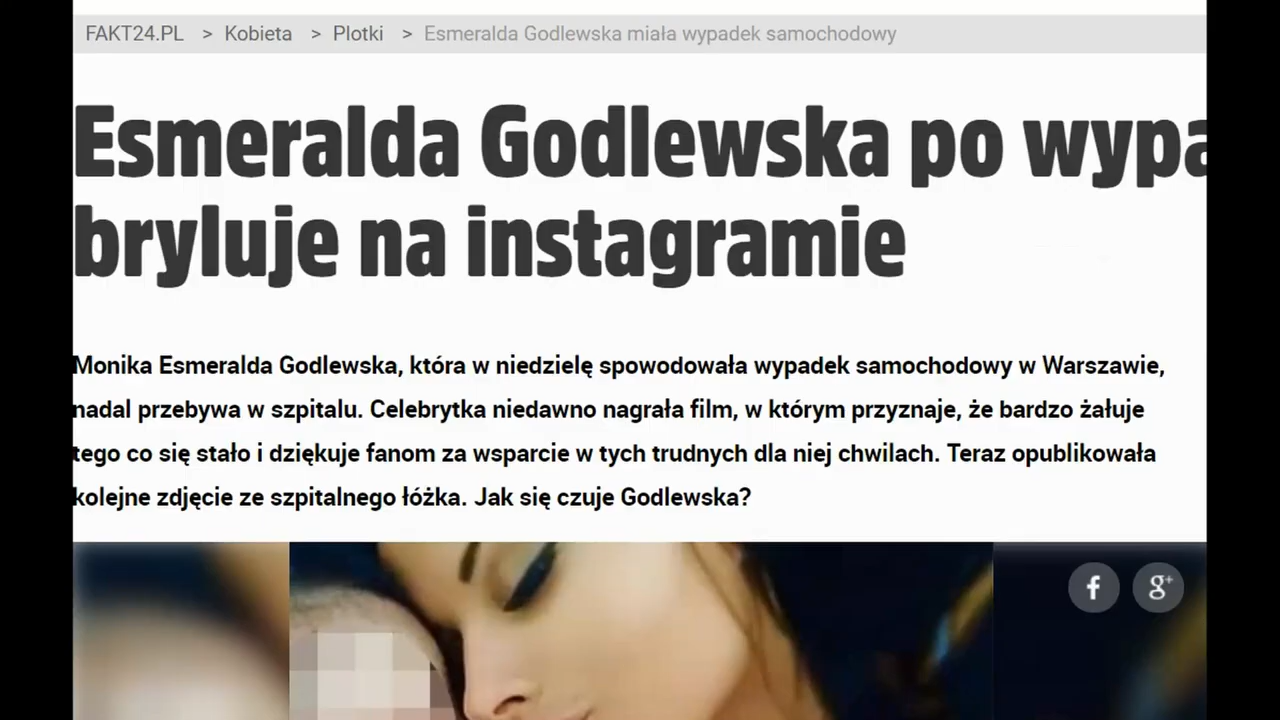 FAKT24.PL > Kobieta > Plotki > Esmeralda Godlewska miała wypadek samochodowy
Esmeralda Godlewska po wypa
bryluje na instagramie
Monika Esmeralda Godlewska, która w niedzielę spowodowała wypadek samochodowy w Warszawie,
nadal przebywa w szpitalu. Celebrytka niedawno nagrała film, w którym przyznaje, że bardzo żałuje
tego co się stało i dziękuje fanom za wsparcie w tych trudnych dla niej chwilach. Teraz opublikowała
kolejne zdjęcie ze szpitalnego łóżka. Jak się czuje Godlewska?
f g+